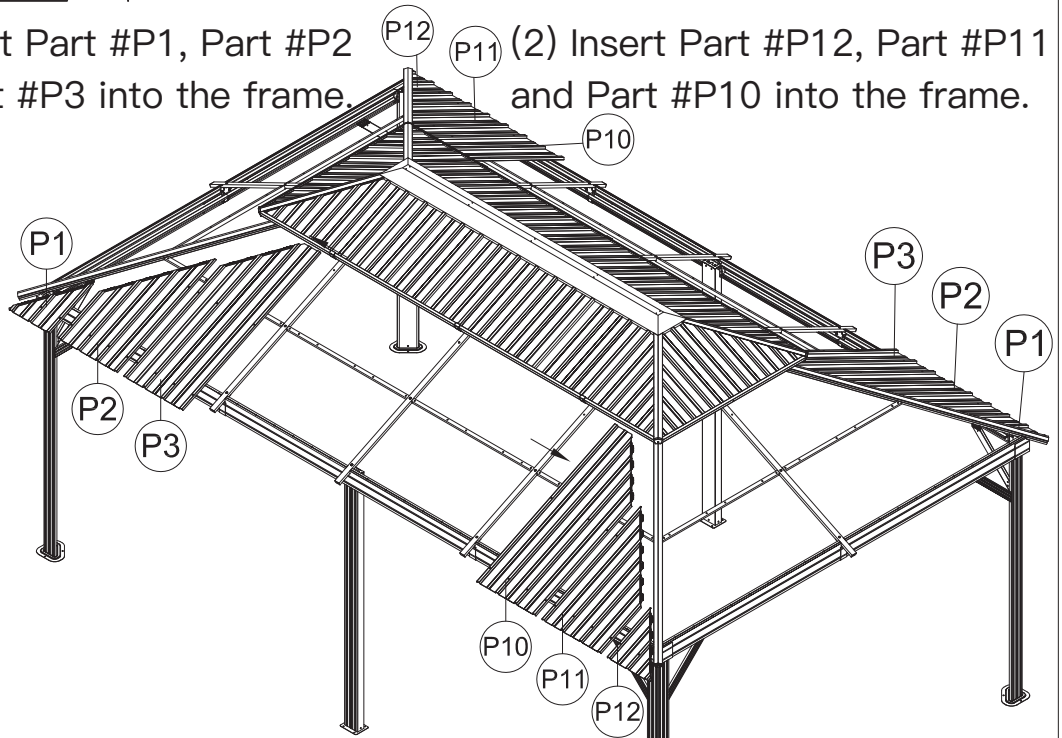 t Part #P1, Part #P2
t #P3 into the frame.
(2) Insert Part #P12, Part #P11
and Part #P10 into the frame.
P12
P11
P10
P1
P2
P3
P3
P2
P1
P10
P11
P12